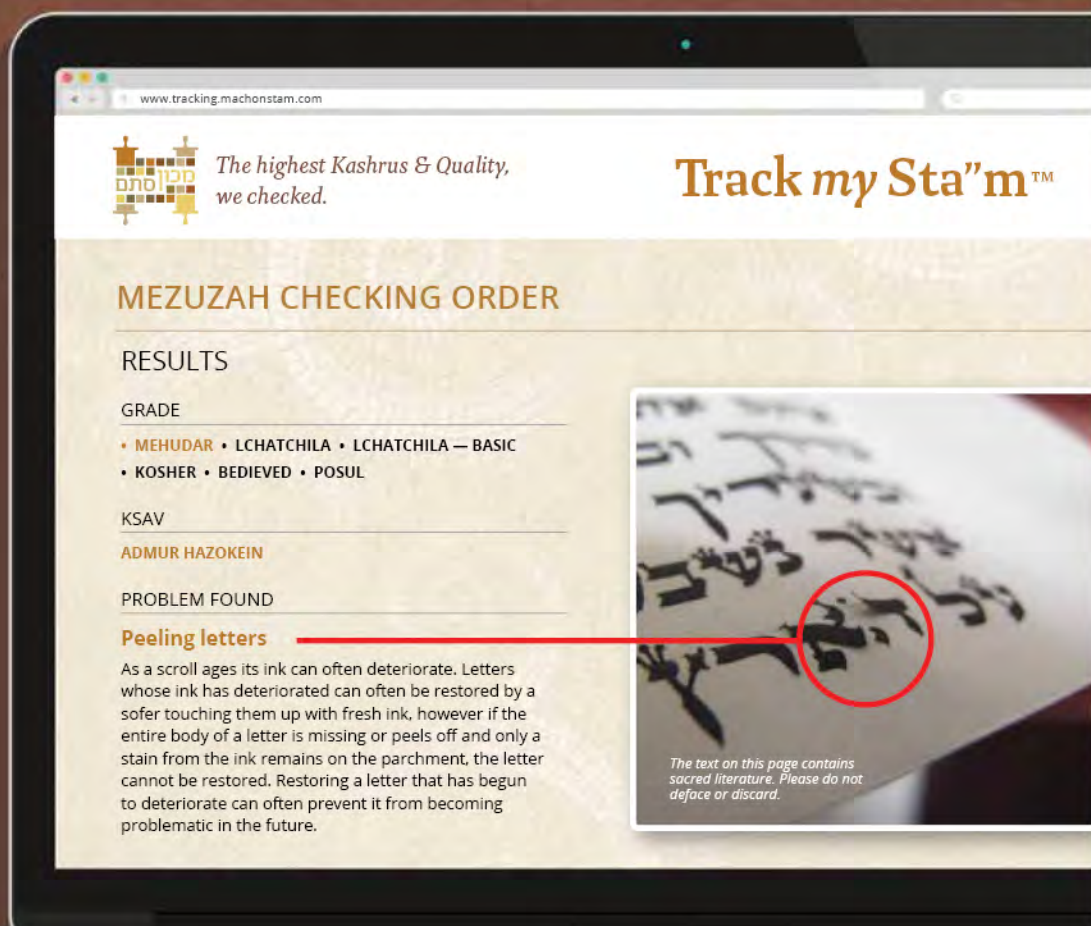 www.tracking.machonstam.com
מכון סתם
The highest Kashrus & Quality,
we checked.
Track my Sta”m™
MEZUZAH CHECKING ORDER
RESULTS
GRADE
• MEHUDAR • LCHATCHILA • LCHATCHILA — BASIC
• KOSHER • BEDIEVED • POSUL
KSAV
ADMUR HAZOKEIN
PROBLEM FOUND
Peeling letters
As a scroll ages its ink can often deteriorate. Letters
whose ink has deteriorated can often be restored by a
sofer touching them up with fresh ink, however if the
entire body of a letter is missing or peels off and only a
stain from the ink remains on the parchment, the letter
cannot be restored. Restoring a letter that has begun
to deteriorate can often prevent it from becoming
problematic in the future.
The text on this page contains
sacred literature. Please do not
deface or discard.